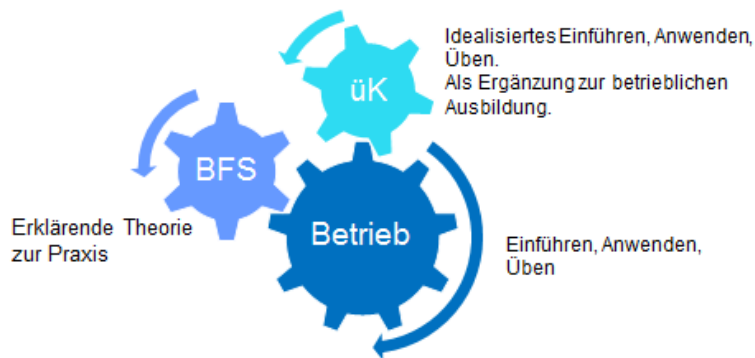 Idealisiertes Einführen, Anwenden,
Üben.
Als Ergänzung zur betrieblichen
Ausbildung.
üK
BFS
Erklärende Theorie
zur Praxis
Betrieb
Einführen, Anwenden,
Üben